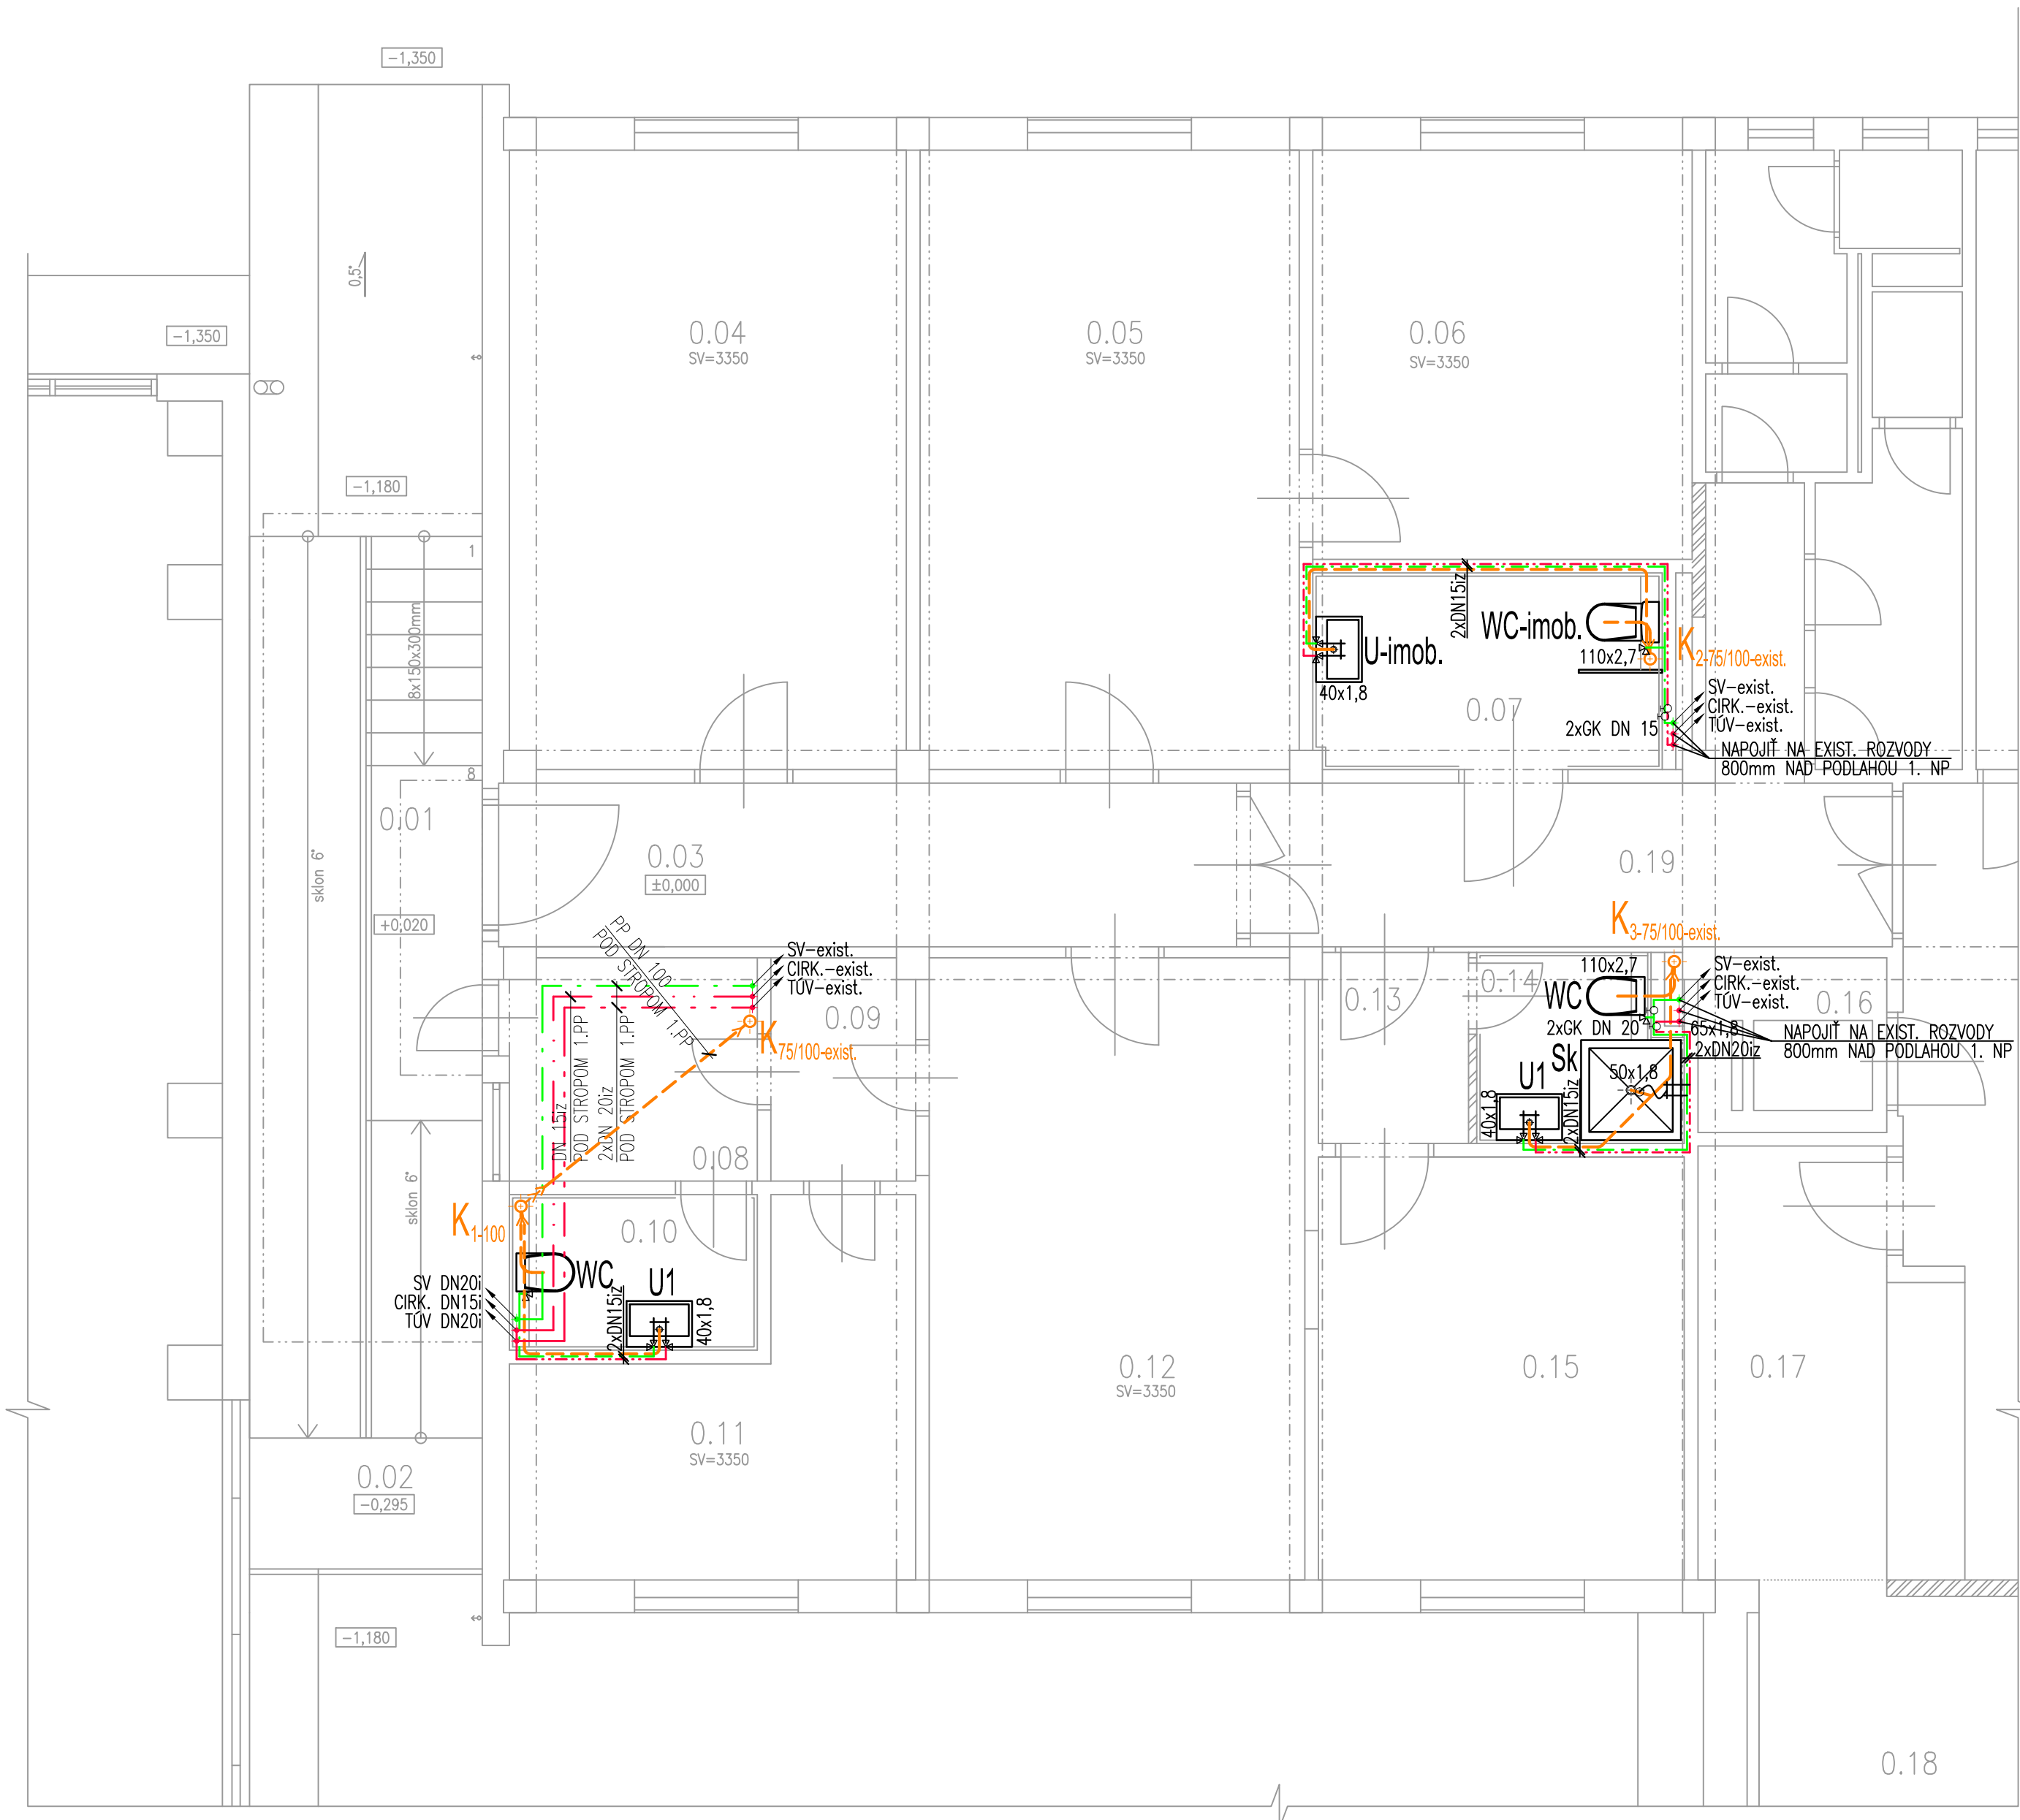 -1,350
0,5°
-1,350
0.04
SV=3350
0.05
SV=3350
0.06
SV=3350
-1,180
1
8x150x300mm
8
2xDN15iz
WC-imob.
U-imob.
110x2,7
K2-75/100-exist.
40x1,8
0.07
2xGK DN 15
SV-exist.
CIRK.-exist.
TÚV-exist.
NAPOJIŤ NA EXIST. ROZVODY
800mm NAD PODLAHOU 1. NP
0.01
sklon 6°
+0,020
0.03
±0,000
0.19
PP DN 100
POD STROPOM 1.PP
SV-exist.
CIRK.-exist.
TÚV-exist.
K75/100-exist.
0.09
DN 15iz
POD STROPOM 1.PP
2xDN 20iz
POD STROPOM 1.PP
0.08
K3-75/100-exist.
0.13
0.14
110x2,7
WC
2xGK DN 20
SV-exist.
CIRK.-exist.
TÚV-exist.
0.16
65x1,8
NAPOJIŤ NA EXIST. ROZVODY
800mm NAD PODLAHOU 1. NP
2xDN20iz
Sk
U1
50x1,8
40x1,8
2xDN15iz
sklon 6°
K1-100
0.10
WC
U1
SV DN20i
CIRK. DN15i
TÚV DN20i
2xDN15iz
40x1,8
0.12
SV=3350
0.15
0.17
0.11
SV=3350
0.02
-0,295
-1,180
0.18